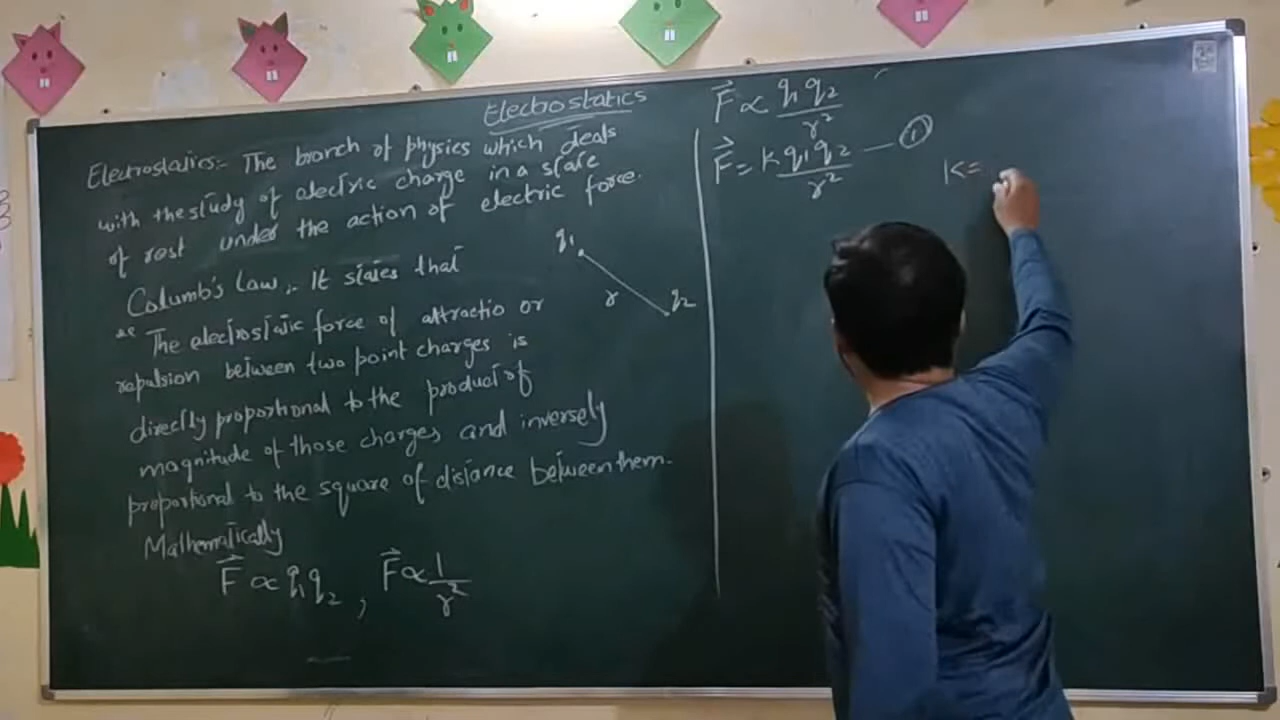 Electrostatics
Electrostatics:- The branch of physics which deals
with the study of electric charge in a state
of rest under the action of electric force.
Columb's Law:- It states that
"The electrostatic force of attractio or
repulsion between two point charges is
directly proportional to the product of
magnitude of those charges and inversely
proportional to the square of distance between them.
Mathematically
F⃗ ∝ q₁q₂ , F⃗ ∝ 1/r²
q₁
r
q₂
F⃗ ∝ q₁q₂/r²
F⃗ = K q₁q₂/r² — ①
K =